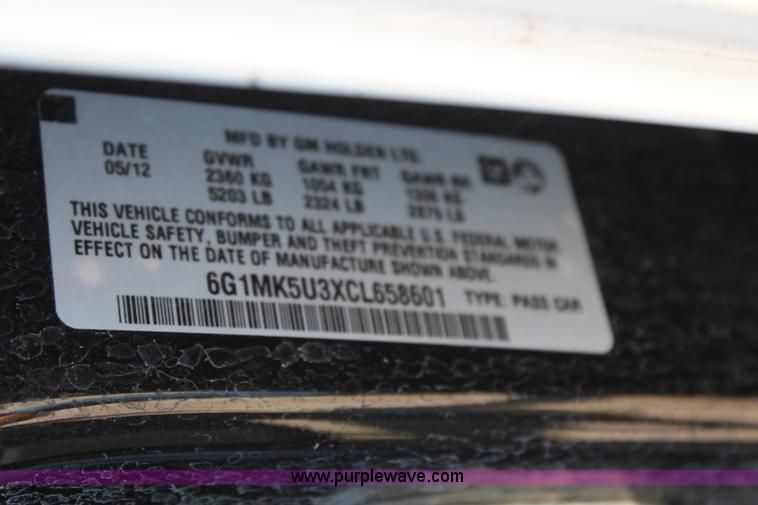 MFD BY GM HOLDEN LTD.
DATE GVWR GAWR FRT GAWR RR
05/12 2360 KG 1054 KG 1306 KG
5203 LB 2324 LB 2879 LB
THIS VEHICLE CONFORMS TO ALL APPLICABLE U.S. FEDERAL MOTOR
VEHICLE SAFETY, BUMPER AND THEFT PREVENTION STANDARDS IN
EFFECT ON THE DATE OF MANUFACTURE SHOWN ABOVE.
6G1MK5U3XCL658601 TYPE: PASS CAR
www.purplewave.com